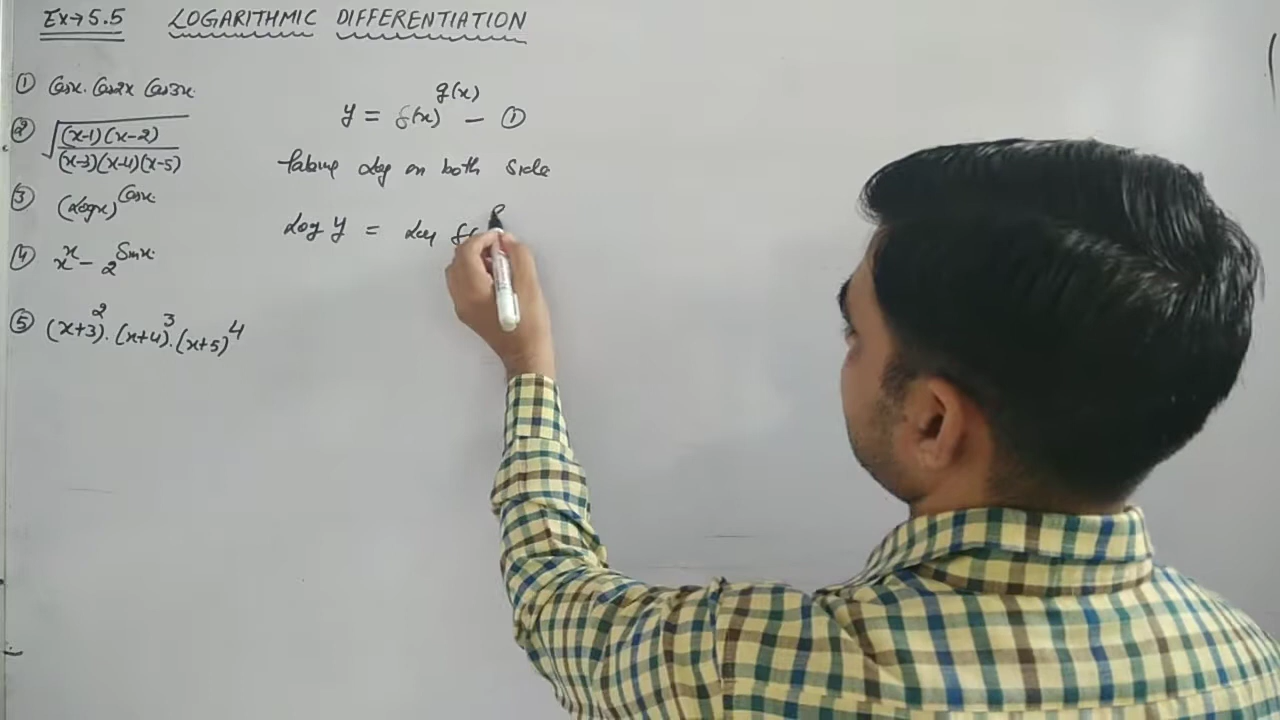 Ex→5.5 LOGARITHMIC DIFFERENTIATION
① Cosx. Cos2x Cos3x.
② √((x-1)(x-2)/(x-3)(x-4)(x-5))
③ (logx)^Cosx.
④ x^x - 2^Sinx.
⑤ (x+3)^2.(x+4)^3.(x+5)^4
y = f(x)^g(x) - ①
Taking log on both side
log y = log f(